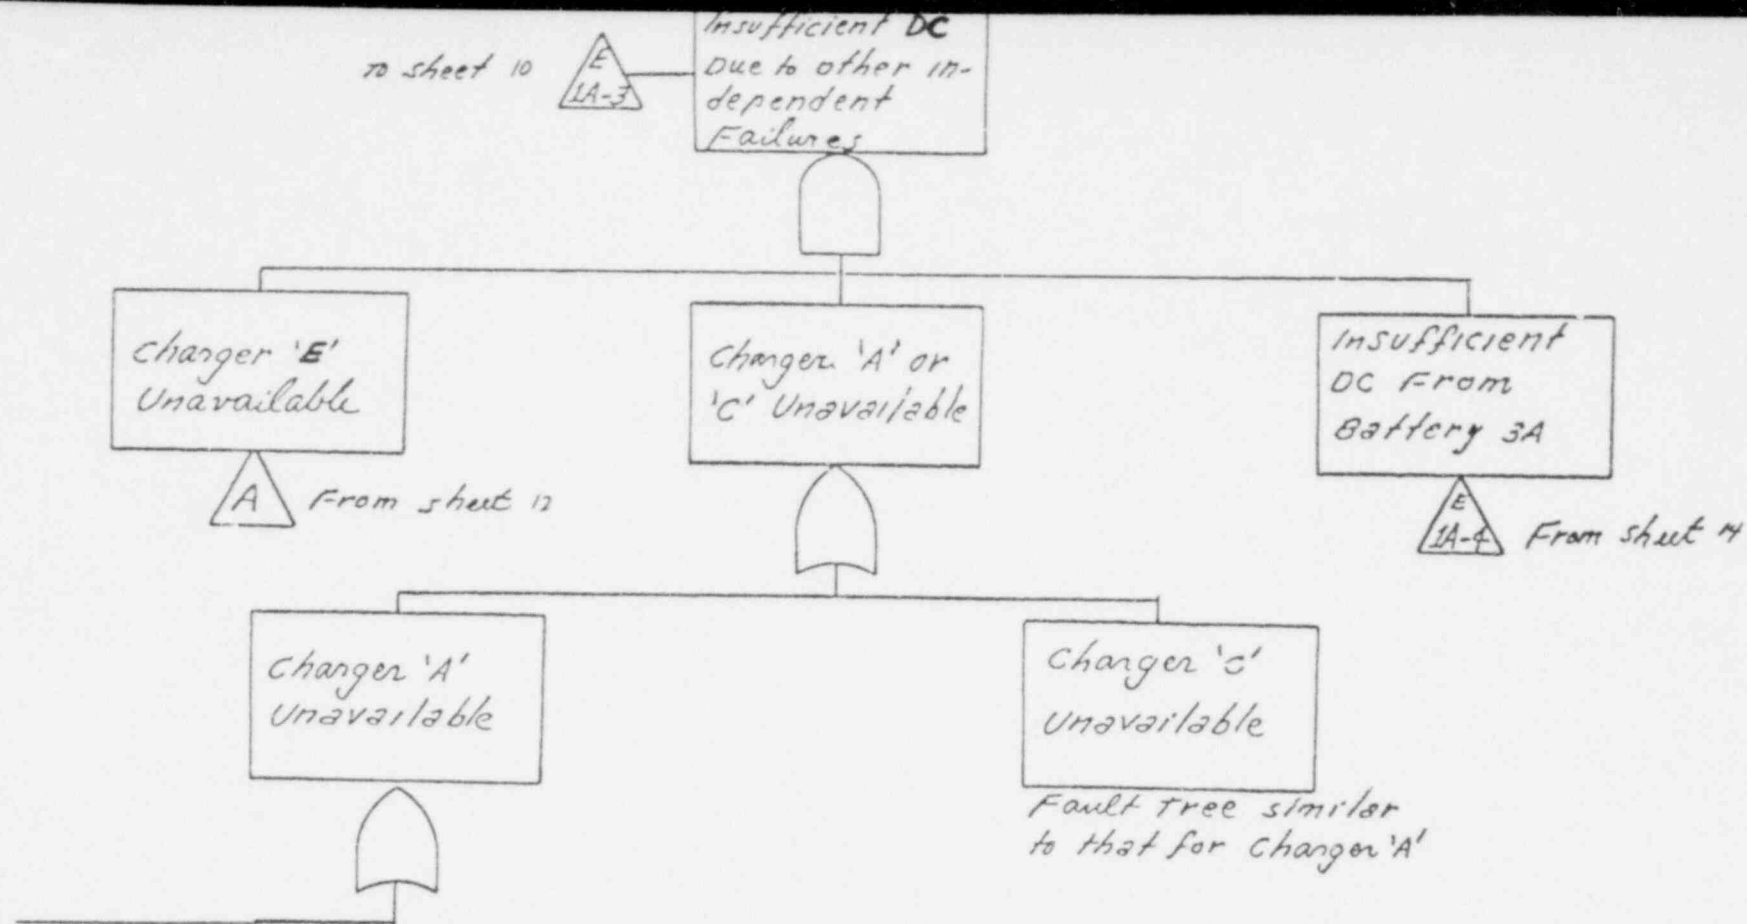 Insufficient DC
Due to other in-
dependent
Failures
To sheet 10
E
1A-3
Charger 'E'
Unavailable
A
From sheet 12
Charger 'A' or
'C' Unavailable
Insufficient
DC From
Battery 3A
E
1A-4
From sheet 14
Charger 'A'
Unavailable
Charger 'C'
Unavailable
Fault Tree similar
to that for Charger 'A'